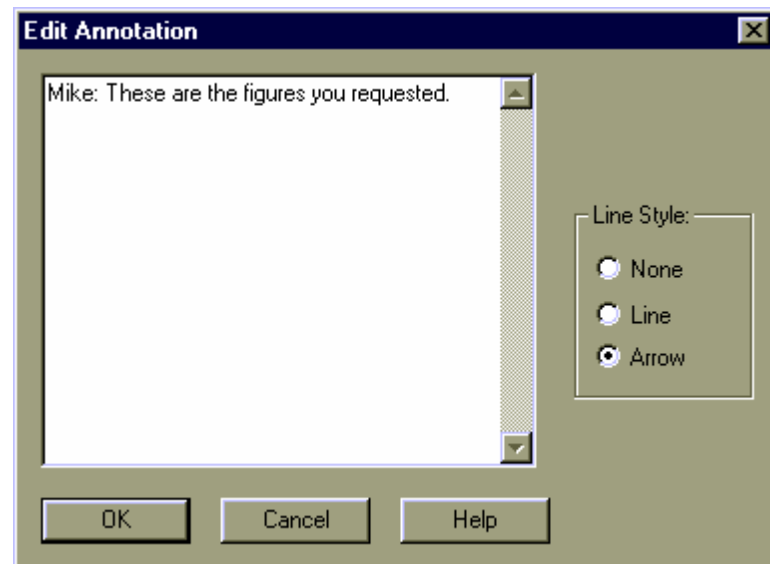 Edit Annotation
Mike: These are the figures you requested.
Line Style:
None
Line
Arrow
OK Cancel Help